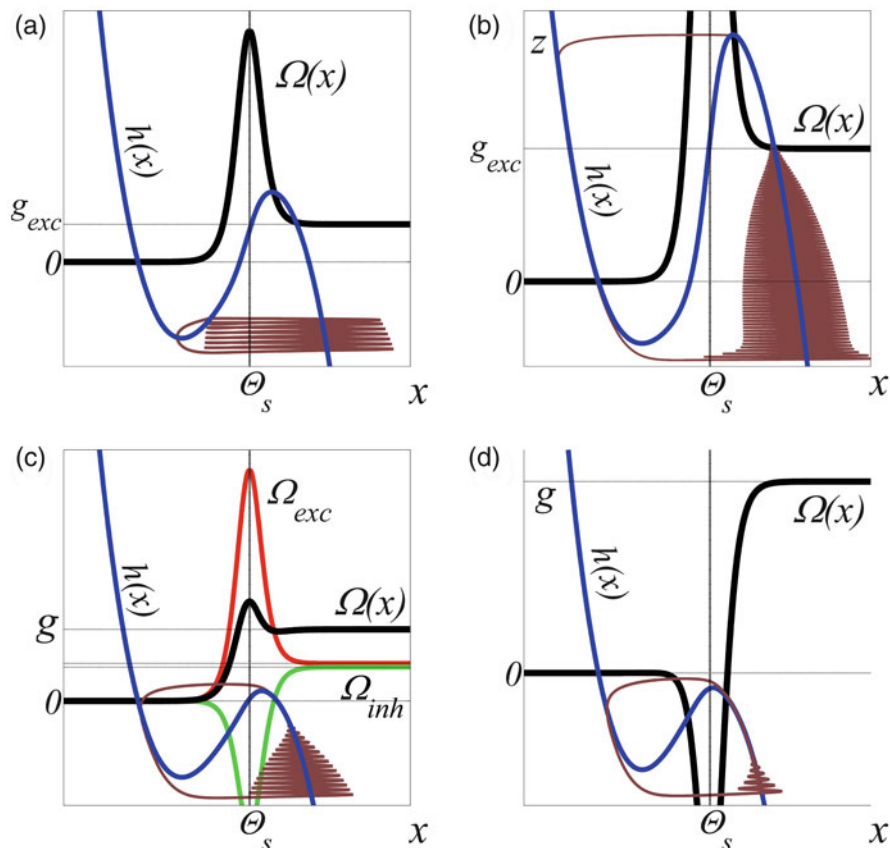 (a)
Ω(x)
h(x)
g_exc
0
Θ_s
x
(b)
z
Ω(x)
g_exc
h(x)
0
Θ_s
x
(c)
Ω_exc
h(x)
Ω(x)
g
0
Ω_inh
Θ_s
x
(d)
g
Ω(x)
h(x)
0
Θ_s
x